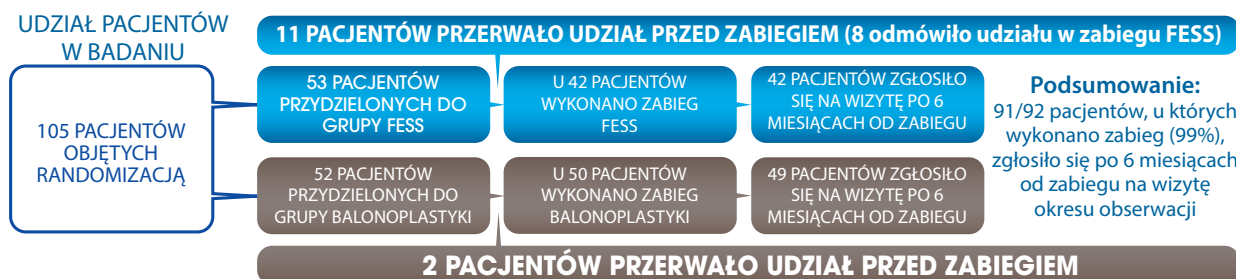 UDZIAŁ PACJENTÓW
W BADANIU
105 PACJENTÓW
OBJĘTYCH
RANDOMIZACJĄ
11 PACJENTÓW PRZERWAŁO UDZIAŁ PRZED ZABIEGIEM (8 odmówiło udziału w zabiegu FESS)
53 PACJENTÓW
PRZYDZIELONYCH DO
GRUPY FESS
U 42 PACJENTÓW
WYKONANO ZABIEG
FESS
42 PACJENTÓW ZGŁOSIŁO
SIĘ NA WIZYTĘ PO 6
MIESIĄCACH OD ZABIEGU
52 PACJENTÓW
PRZYDZIELONYCH DO
GRUPY BALONOPLASTYKI
U 50 PACJENTÓW
WYKONANO ZABIEG
BALONOPLASTYKI
49 PACJENTÓW ZGŁOSIŁO
SIĘ NA WIZYTĘ PO 6
MIESIĄCACH OD ZABIEGU
2 PACJENTÓW PRZERWAŁO UDZIAŁ PRZED ZABIEGIEM
Podsumowanie:
91/92 pacjentów, u których
wykonano zabieg (99%),
zgłosiło się po 6 miesiącach
od zabiegu na wizytę
okresu obserwacji